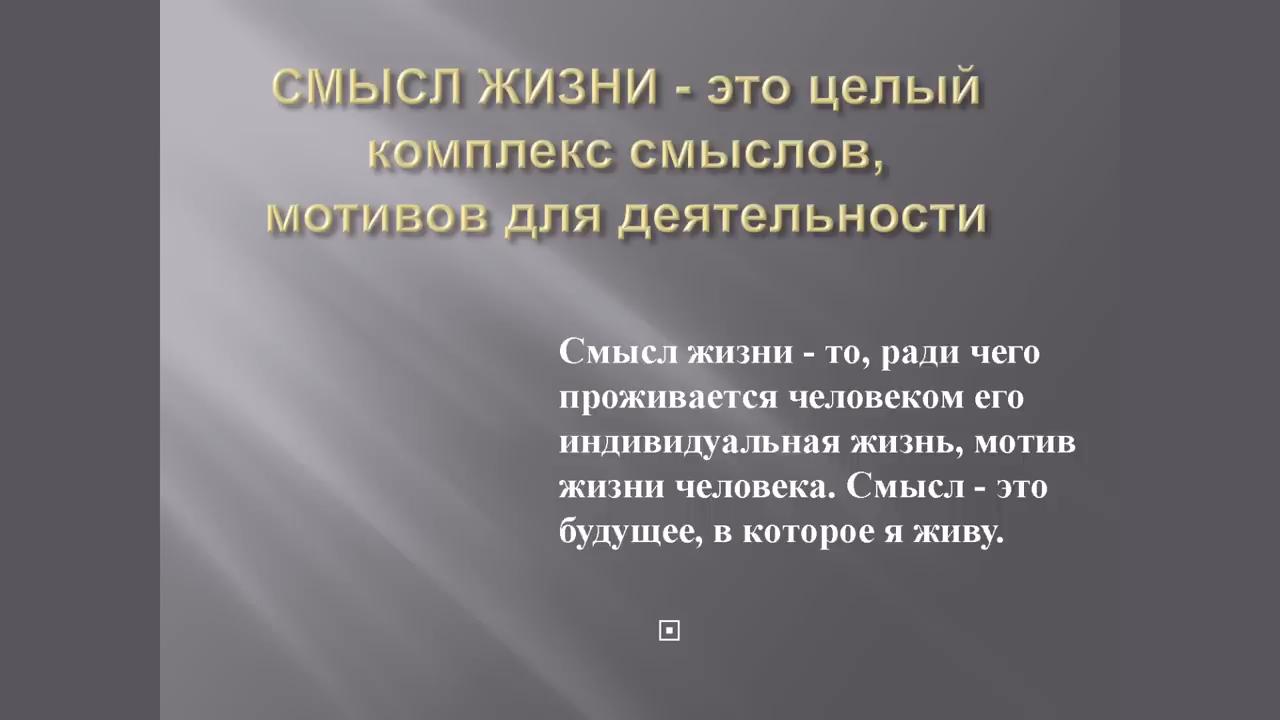 СМЫСЛ ЖИЗНИ - это целый
комплекс смыслов,
мотивов для деятельности
Смысл жизни - то, ради чего
проживается человеком его
индивидуальная жизнь, мотив
жизни человека. Смысл - это
будущее, в которое я живу.